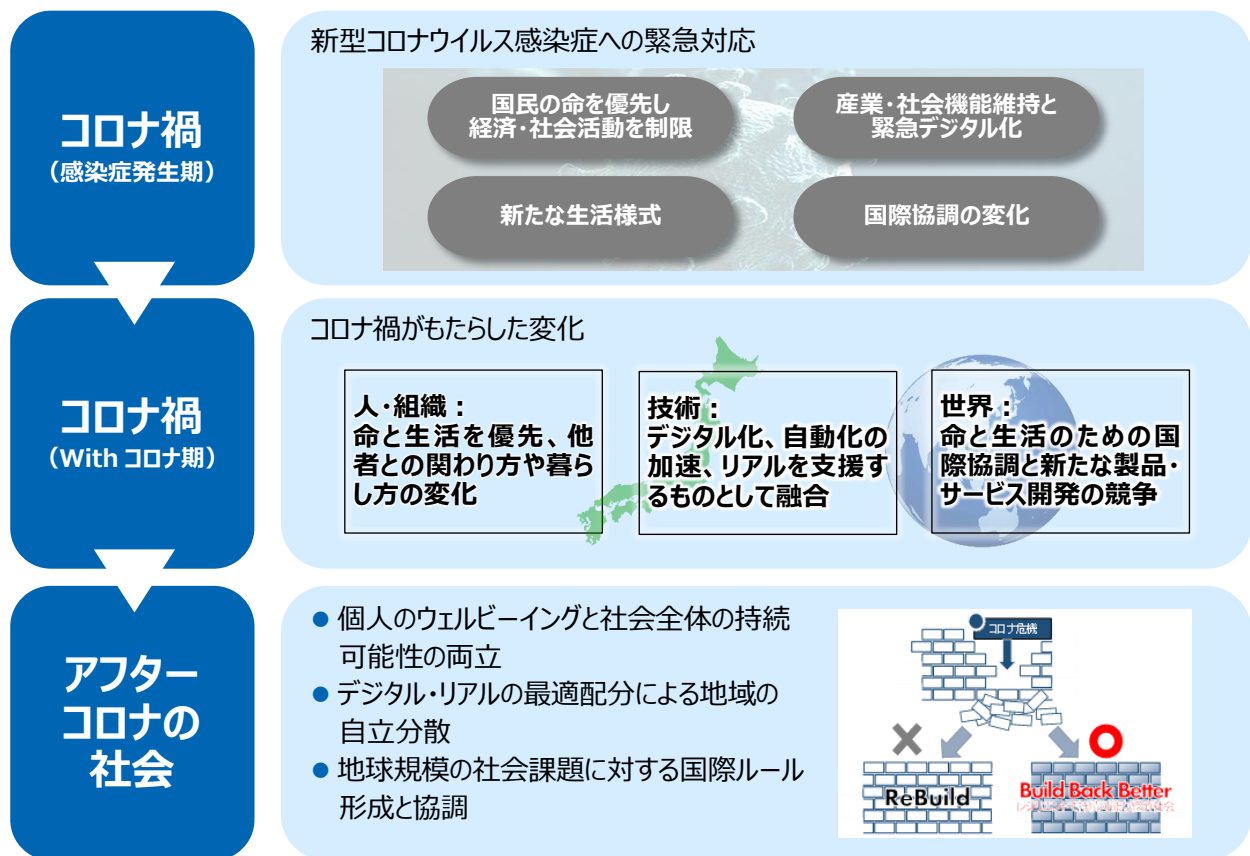 コロナ禍
（感染症発生期）
新型コロナウイルス感染症への緊急対応
国民の命を優先し
経済・社会活動を制限
産業・社会機能維持と
緊急デジタル化
新たな生活様式
国際協調の変化
コロナ禍
（With コロナ期）
コロナ禍がもたらした変化
人・組織：
命と生活を優先、他
者との関わり方や暮ら
し方の変化
技術：
デジタル化、自動化の
加速、リアルを支援す
るものとして融合
世界：
命と生活のための国
際協調と新たな製品・
サービス開発の競争
アフター
コロナの
社会
● 個人のウェルビーイングと社会全体の持続
可能性の両立
● デジタル・リアルの最適配分による地域の
自立分散
● 地球規模の社会課題に対する国際ルール
形成と協調
コロナ危機
ReBuild
Build Back Better